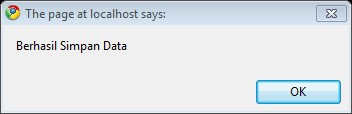 The page at localhost says:
Berhasil Simpan Data
OK